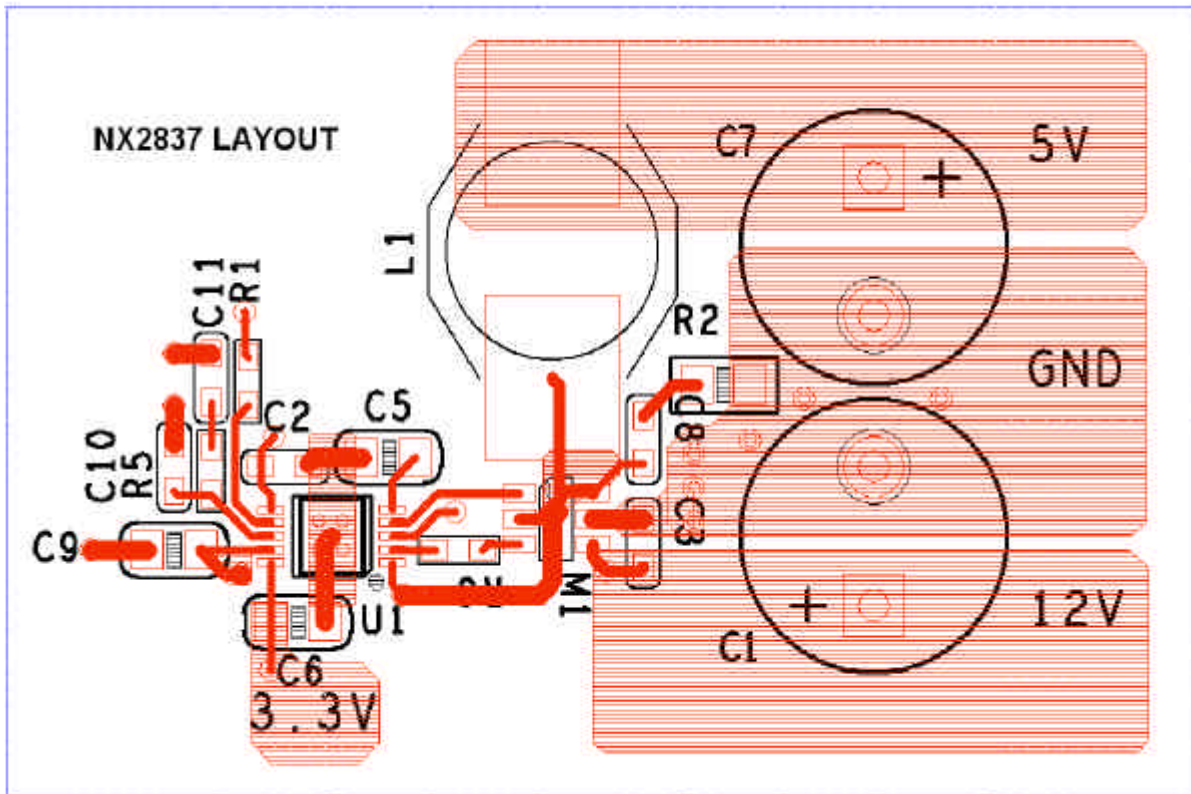 C7
5V
NX2837 LAYOUT
+
L1
C11
R1
R2
GND
C2
C5
C8
C10
R5
C3
C9
M1
U1
+
12V
C1
C6
3.3V